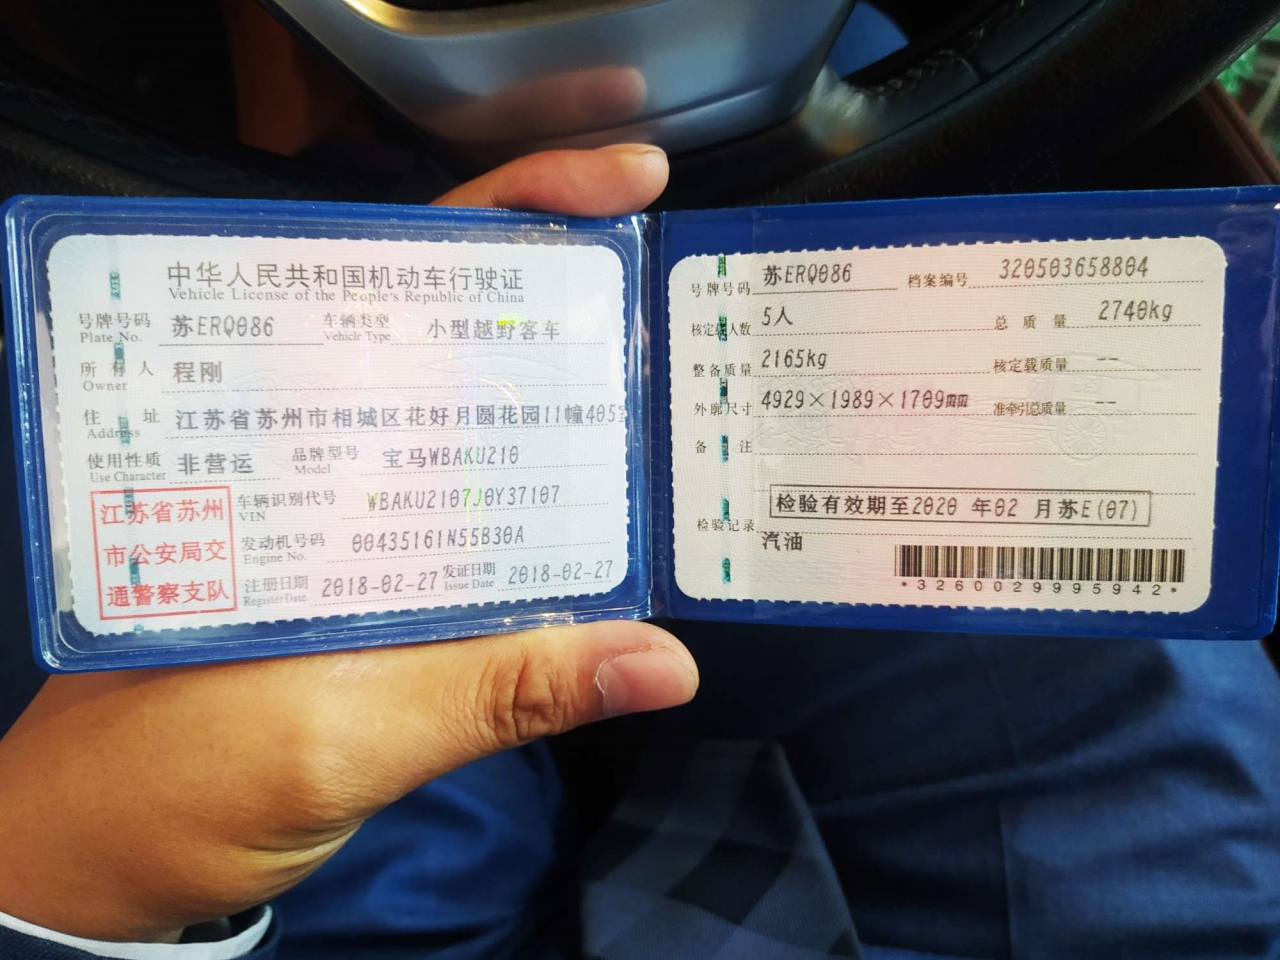 中华人民共和国机动车行驶证
Vehicle License of the People's Republic of China
号牌号码 苏ERQ086 车辆类型 小型越野客车
Plate No. Vehicle Type
所有人 程刚
Owner
住址 江苏省苏州市相城区花好月圆花园11幢405
Address
使用性质 非营运 品牌型号 宝马WBAKU210
Use Character Model
江苏省苏州
市公安局交
通警察支队
车辆识别代号 WBAKU2107J0Y37107
VIN
发动机号码 00435161N55B30A
Engine No.
注册日期 2018-02-27 发证日期 2018-02-27
Register Date Issue Date
号牌号码 苏ERQ086 档案编号 320503658804
核定载人数 5人 总质量 2740kg
整备质量 2165kg 核定载质量 --
外廓尺寸 4929×1989×1709mm 准牵引总质量 --
备注
检验有效期至2020 年02 月苏E(07)
检验记录
汽油
*3260029995942*